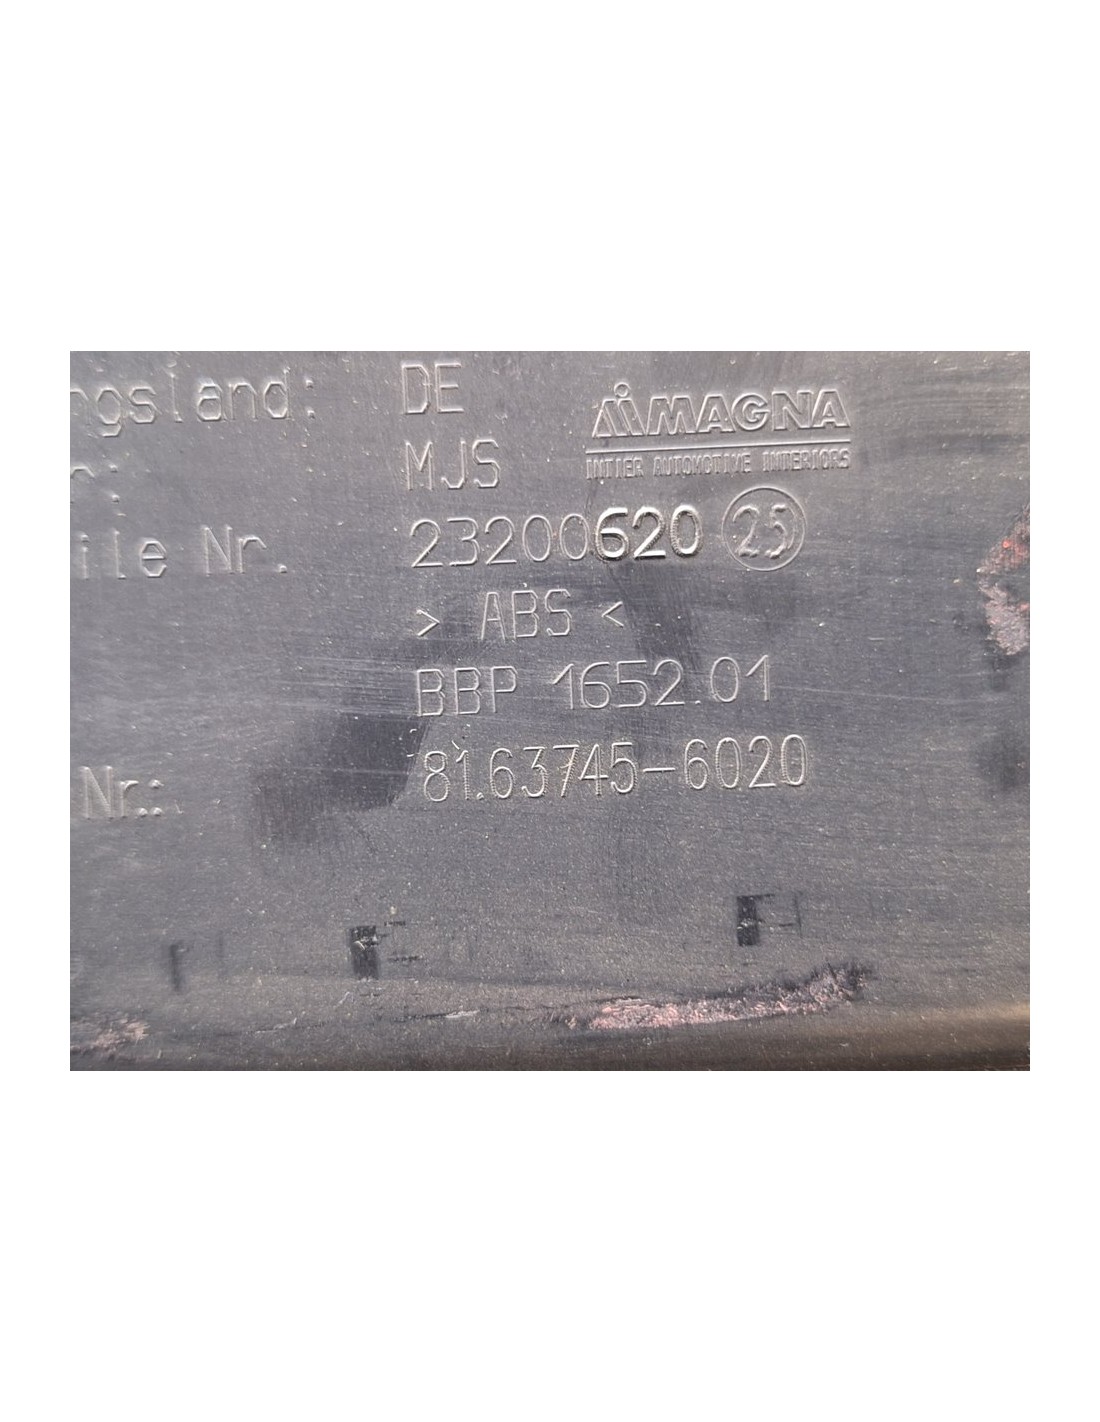 ngsland: DE
MAGNA
MJS
INTIER AUTOMOTIVE INTERIORS
ile Nr. 23200620 25
> ABS <
BBP 1652.01
Nr.: 81.63745-6020